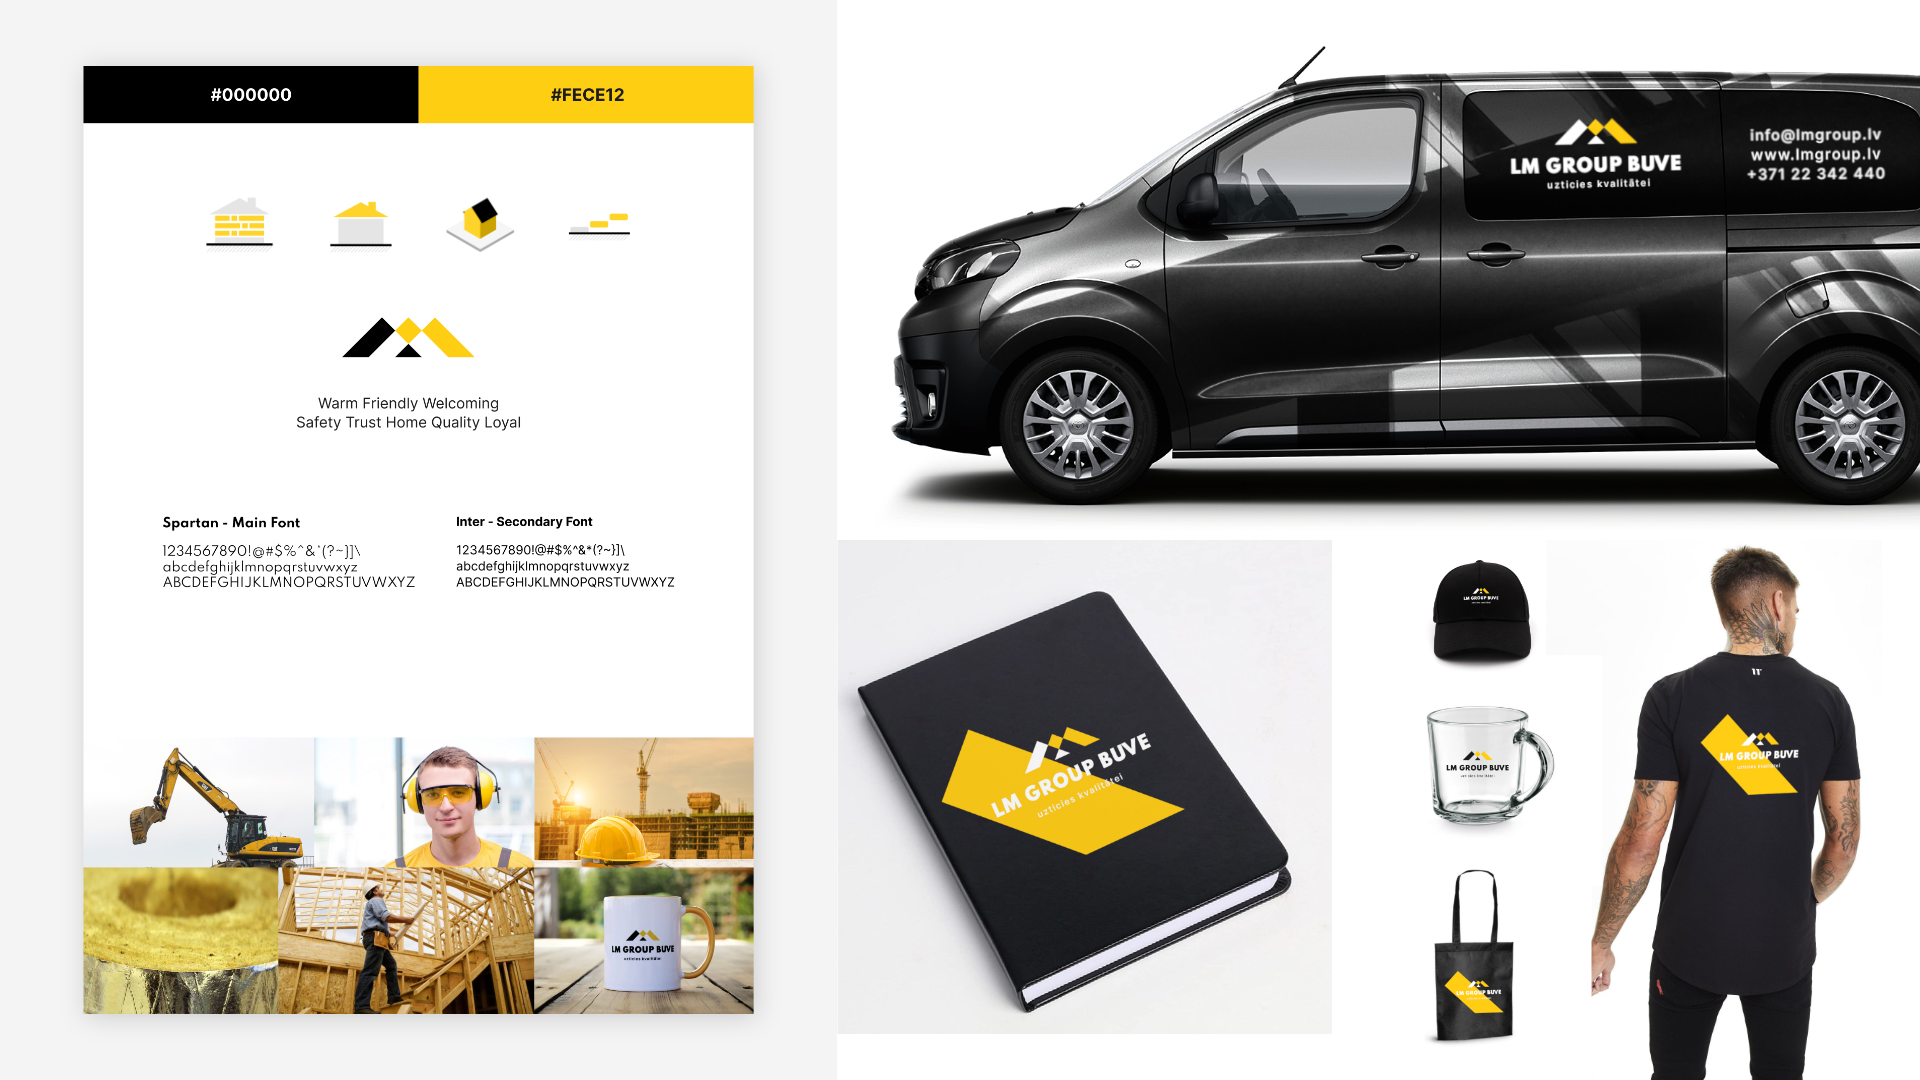 #000000
#FECE12
Warm Friendly Welcoming
Safety Trust Home Quality Loyal
Spartan - Main Font
1234567890!@#$%^&*(?~}]\
abcdefghijklmnopqrstuvwxyz
ABCDEFGHIJKLMNOPQRSTUVWXYZ
Inter - Secondary Font
1234567890!@#$%^&*(?~}]\
abcdefghijklmnopqrstuvwxyz
ABCDEFGHIJKLMNOPQRSTUVWXYZ
LM GROUP BUVE
uzticies kvalitātei
LM GROUP BUVE
uzticies kvalitātei
info@lmgroup.lv
www.lmgroup.lv
+371 22 342 440
LM GROUP BUVE
uzticies kvalitātei
LM GROUP BUVE
LM GROUP BUVE
LM GROUP BUVE
LM GROUP BUVE
uzticies kvalitātei